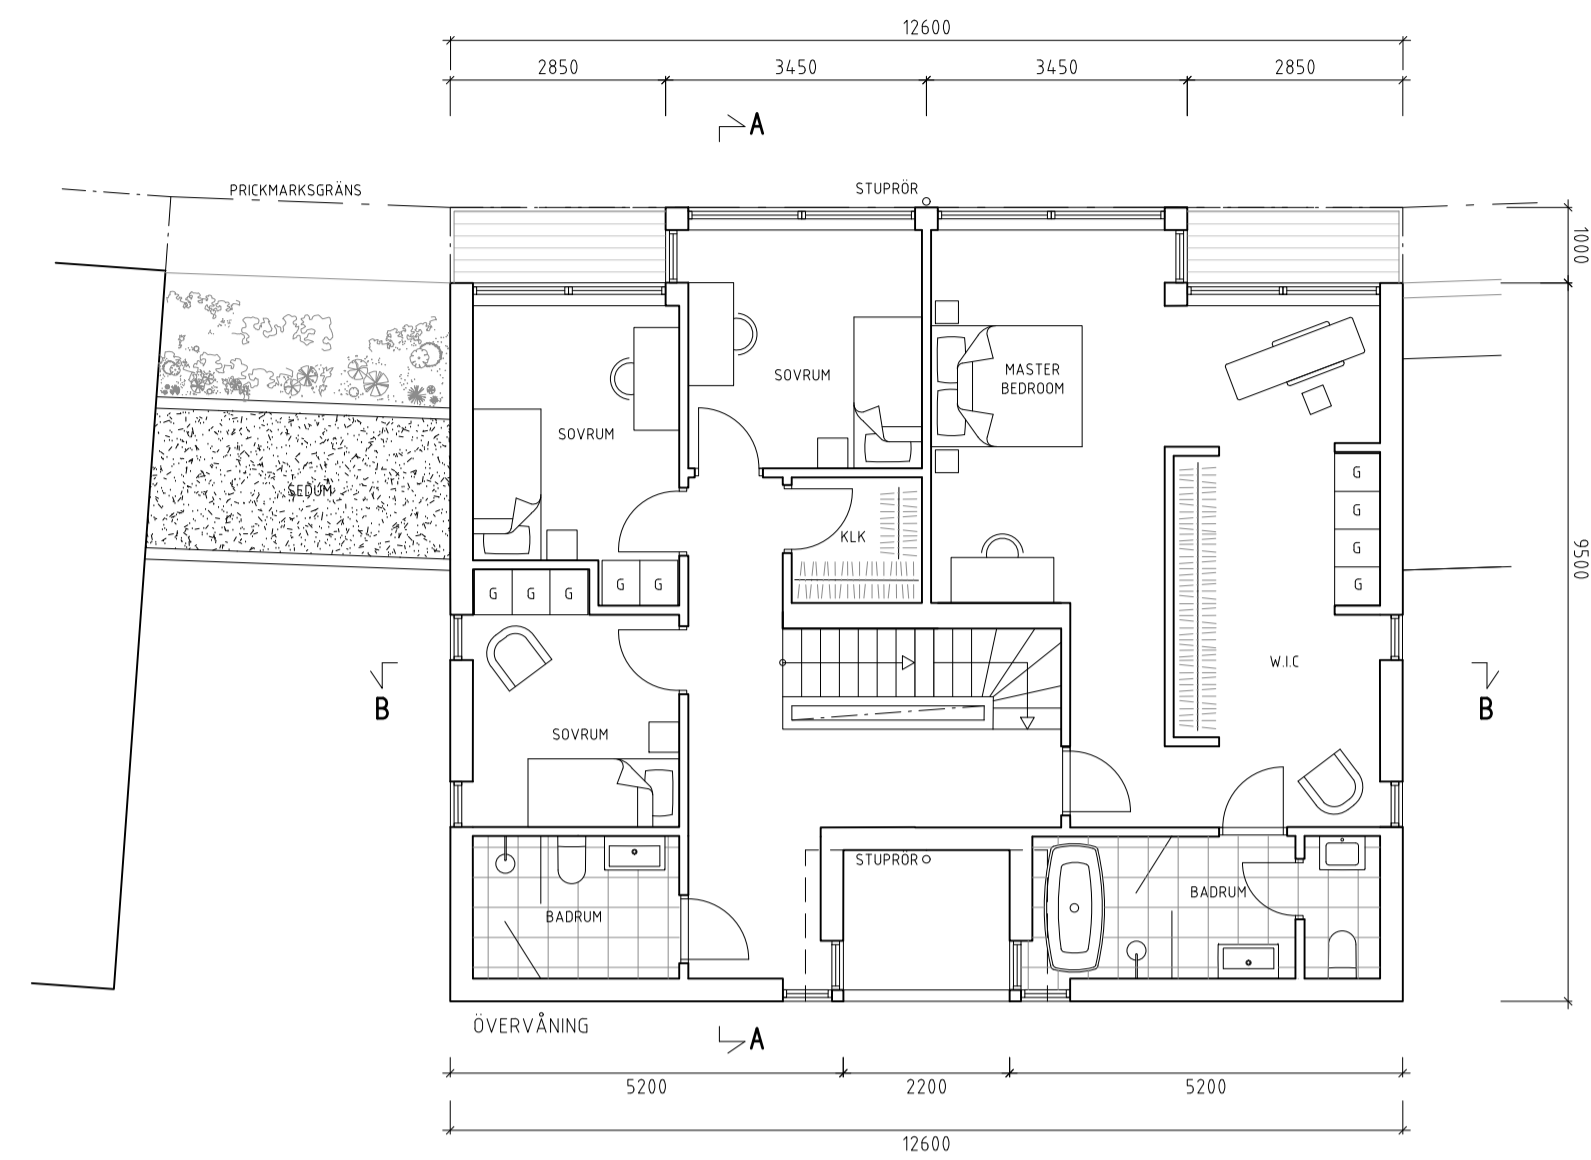 12600
2850
3450
3450
2850
A
PRICKMARKSGRÄNS
STUPRÖR
1000
MASTER
BEDROOM
SOVRUM
SOVRUM
SEDUM
G
G
G
G
KLK
9500
G
G
G
G
G
W.I.C
B
B
SOVRUM
STUPRÖR
BADRUM
BADRUM
ÖVERVÅNING
A
5200
2200
5200
12600